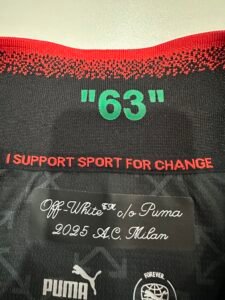 "63"
I SUPPORT SPORT FOR CHANGE
Off-White™ c/o Puma
2025 A.C. Milan
PUMA
FOREVER.